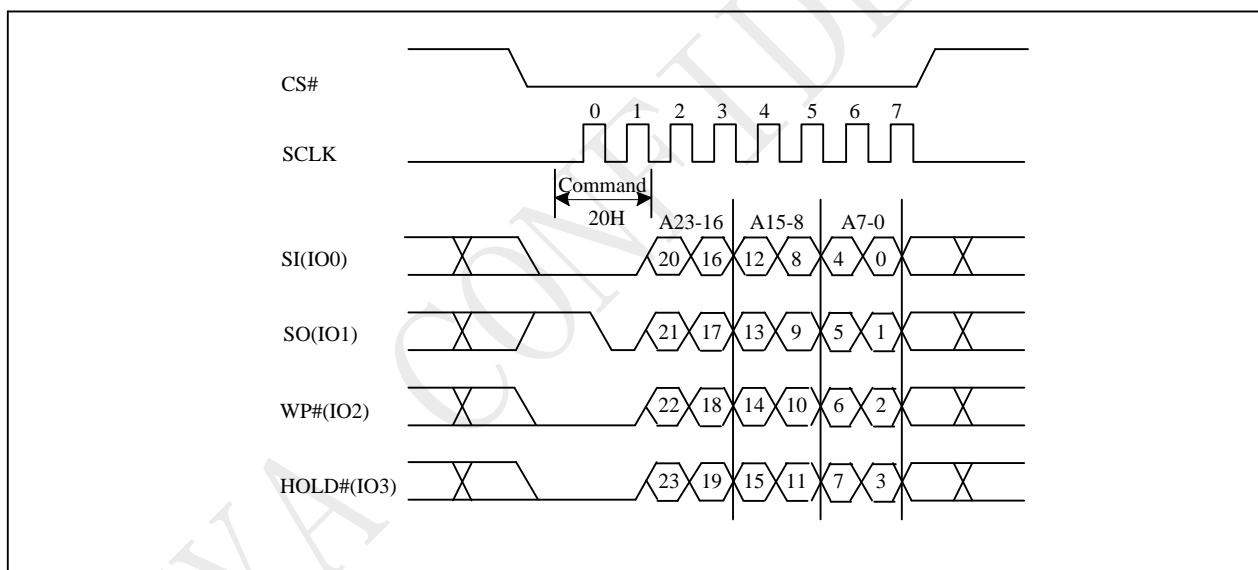 CS#
0 1 2 3 4 5 6 7
SCLK
Command
20H
A23-16 A15-8 A7-0
SI(IO0) 20 16 12 8 4 0
SO(IO1) 21 17 13 9 5 1
WP#(IO2) 22 18 14 10 6 2
HOLD#(IO3) 23 19 15 11 7 3